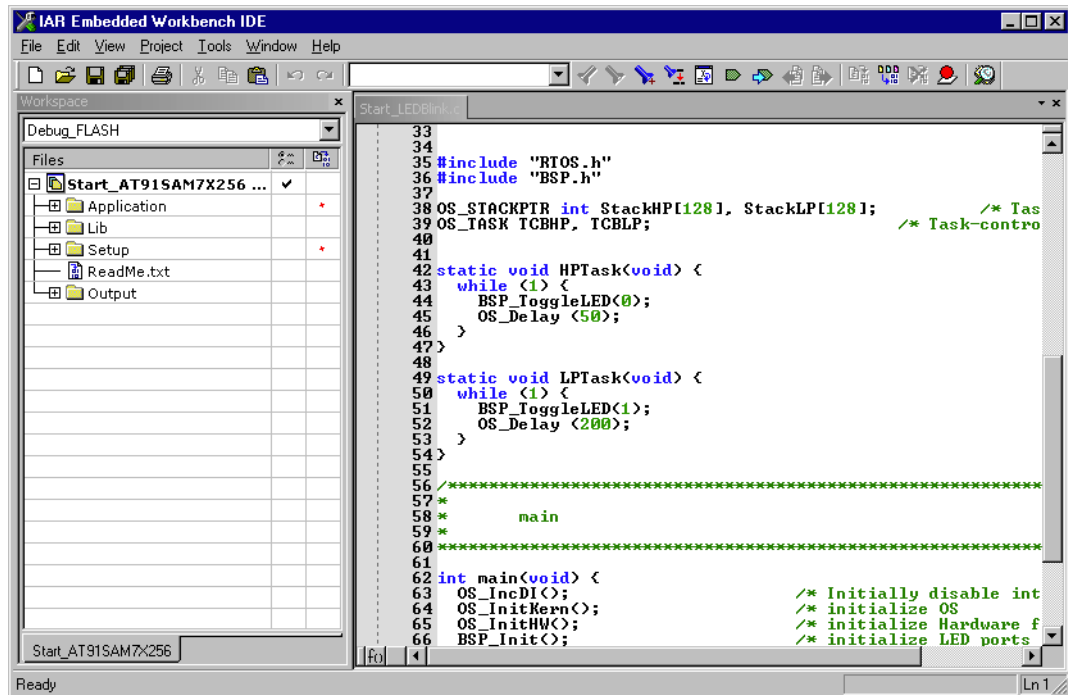 IAR Embedded Workbench IDE
File Edit View Project Tools Window Help
Workspace
Debug_FLASH
Files
Start_AT91SAM7X256 ...
Application
Lib
Setup
ReadMe.txt
Output
Start_AT91SAM7X256
Start_LEDBlink.c
33
34
35 #include "RTOS.h"
36 #include "BSP.h"
37
38 OS_STACKPTR int StackHP[128], StackLP[128]; /* Tas
39 OS_TASK TCBHP, TCBLP; /* Task-contro
40
41
42 static void HPTask(void) {
43 while (1) {
44 BSP_ToggleLED(0);
45 OS_Delay (50);
46 }
47 }
48
49 static void LPTask(void) {
50 while (1) {
51 BSP_ToggleLED(1);
52 OS_Delay (200);
53 }
54 }
55
56 /*********************************************************
57 *
58 * main
59 *
60 **********************************************************
61
62 int main(void) {
63 OS_IncDI(); /* Initially disable int
64 OS_InitKern(); /* initialize OS
65 OS_InitHW(); /* initialize Hardware f
66 BSP_Init(); /* initialize LED ports
f()
Ready
Ln 1